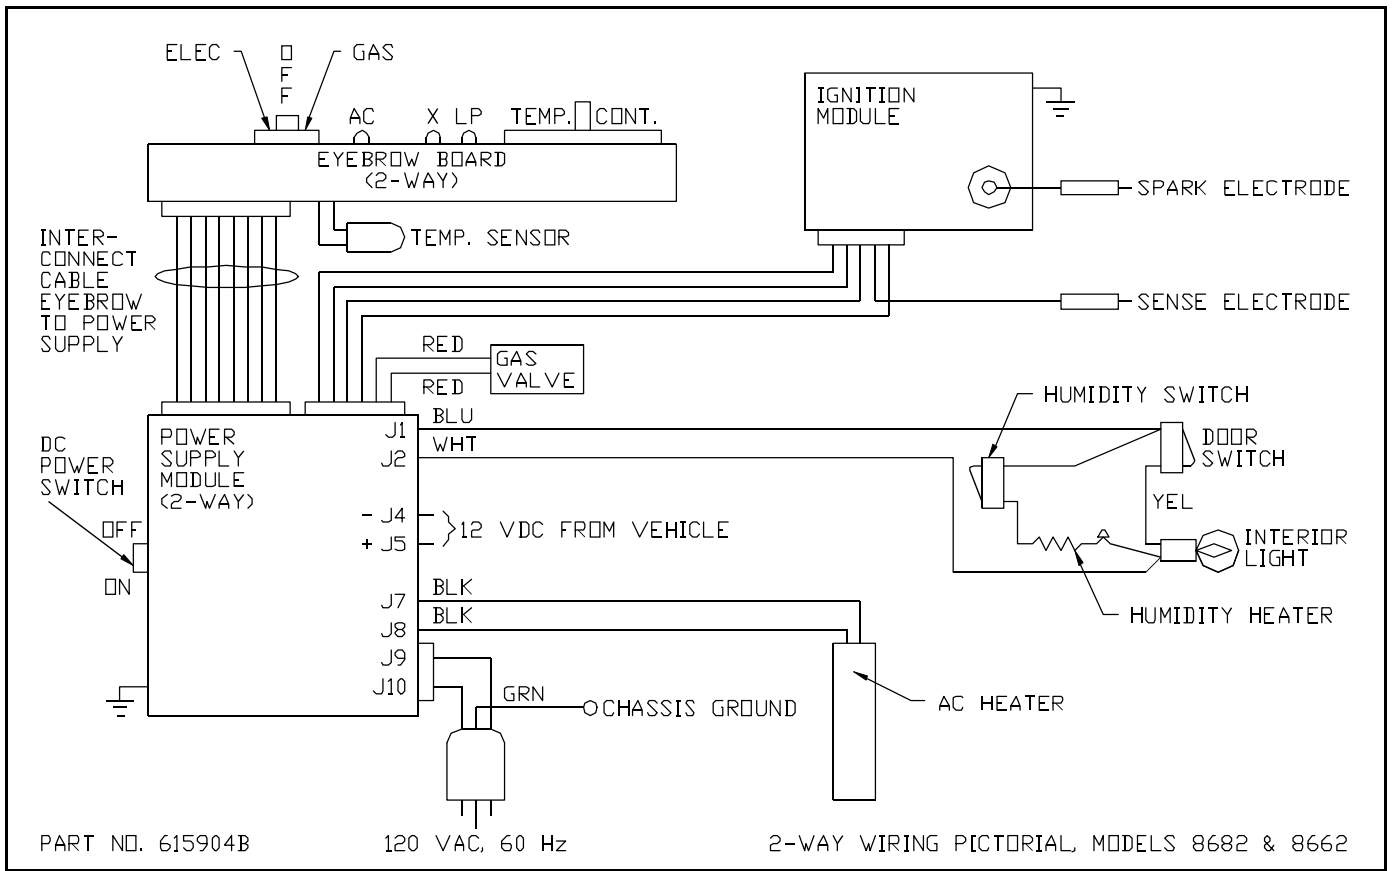 ELEC
OFF
GAS
AC
X
LP
TEMP. CONT.
EYEBROW BOARD
(2-WAY)
IGNITION
MODULE
SPARK ELECTRODE
INTER-
CONNECT
CABLE
EYEBROW
TO POWER
SUPPLY
TEMP. SENSOR
SENSE ELECTRODE
RED
RED
GAS
VALVE
HUMIDITY SWITCH
DC
POWER
SWITCH
OFF
ON
POWER
SUPPLY
MODULE
(2-WAY)
J1
BLU
J2
WHT
DOOR
SWITCH
YEL
- J4
+ J5
12 VDC FROM VEHICLE
INTERIOR
LIGHT
J7
BLK
J8
BLK
HUMIDITY HEATER
J9
J10
GRN
CHASSIS GROUND
AC HEATER
PART NO. 615904B
120 VAC, 60 Hz
2-WAY WIRING PICTORIAL, MODELS 8682 & 8662